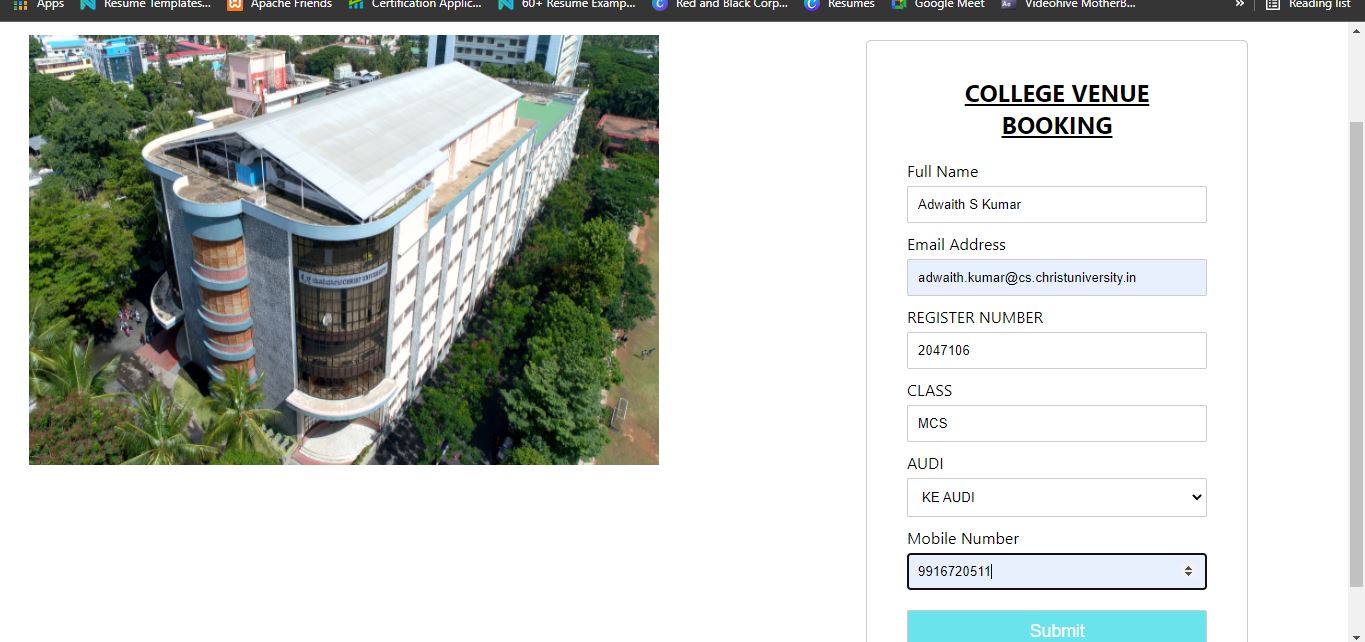 Apps
Resume Templates...
Apache Friends
Certification Applic...
60+ Resume Examp...
Red and Black Corp...
Resumes
Google Meet
Videohive MotherB...
»
Reading list
CHRIST UNIVERSITY
COLLEGE VENUE
BOOKING
Full Name
Adwaith S Kumar
Email Address
adwaith.kumar@cs.christuniversity.in
REGISTER NUMBER
2047106
CLASS
MCS
AUDI
KE AUDI
Mobile Number
9916720511
Submit